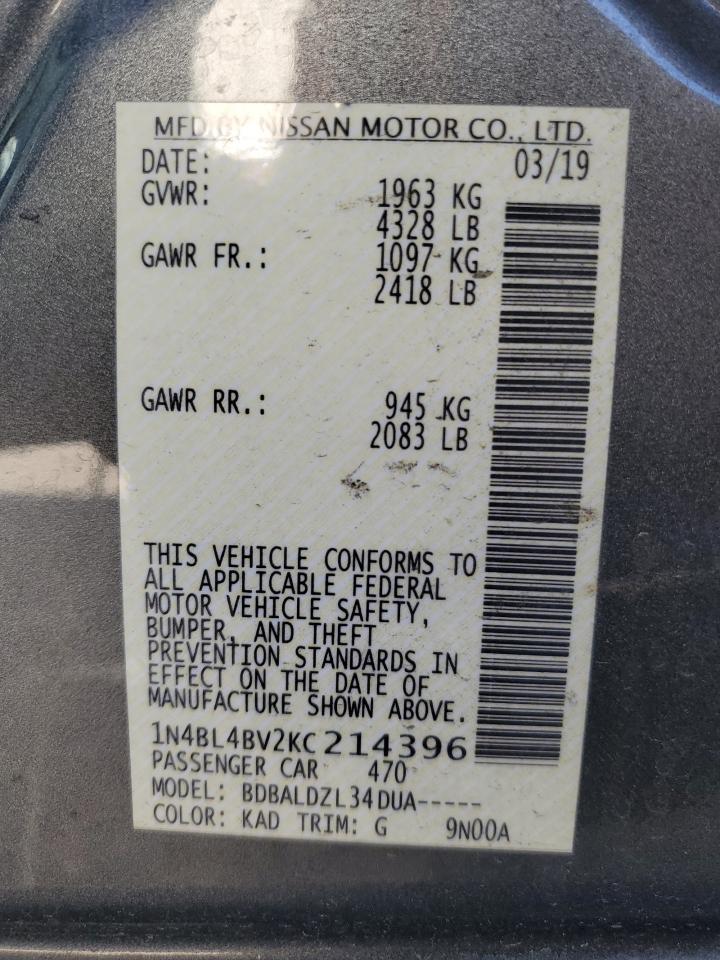 MFD BY NISSAN MOTOR CO., LTD.
DATE: 03/19
GVWR: 1963 KG
4328 LB
GAWR FR.: 1097 KG
2418 LB
GAWR RR.: 945 KG
2083 LB
THIS VEHICLE CONFORMS TO
ALL APPLICABLE FEDERAL
MOTOR VEHICLE SAFETY,
BUMPER, AND THEFT
PREVENTION STANDARDS IN
EFFECT ON THE DATE OF
MANUFACTURE SHOWN ABOVE.
1N4BL4BV2KC214396
PASSENGER CAR 470
MODEL: BDBALDZL34DUA-----
COLOR: KAD TRIM: G 9N00A